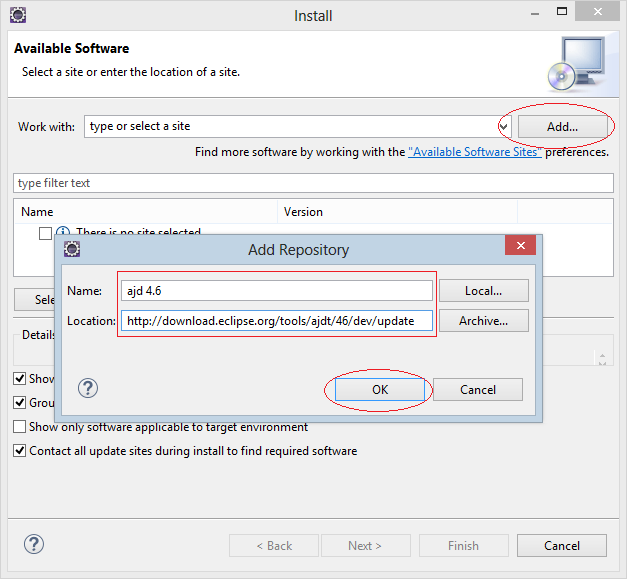 Install
Available Software
Select a site or enter the location of a site.
Work with: type or select a site Add...
Find more software by working with the "Available Software Sites" preferences.
type filter text
Name Version
There is no site selected
Add Repository
Name: ajd 4.6 Local...
Location: http://download.eclipse.org/tools/ajdt/46/dev/update Archive...
OK Cancel
Sele
Details
Show
Grou
Show only software applicable to target environment
Contact all update sites during install to find required software
< Back Next > Finish Cancel